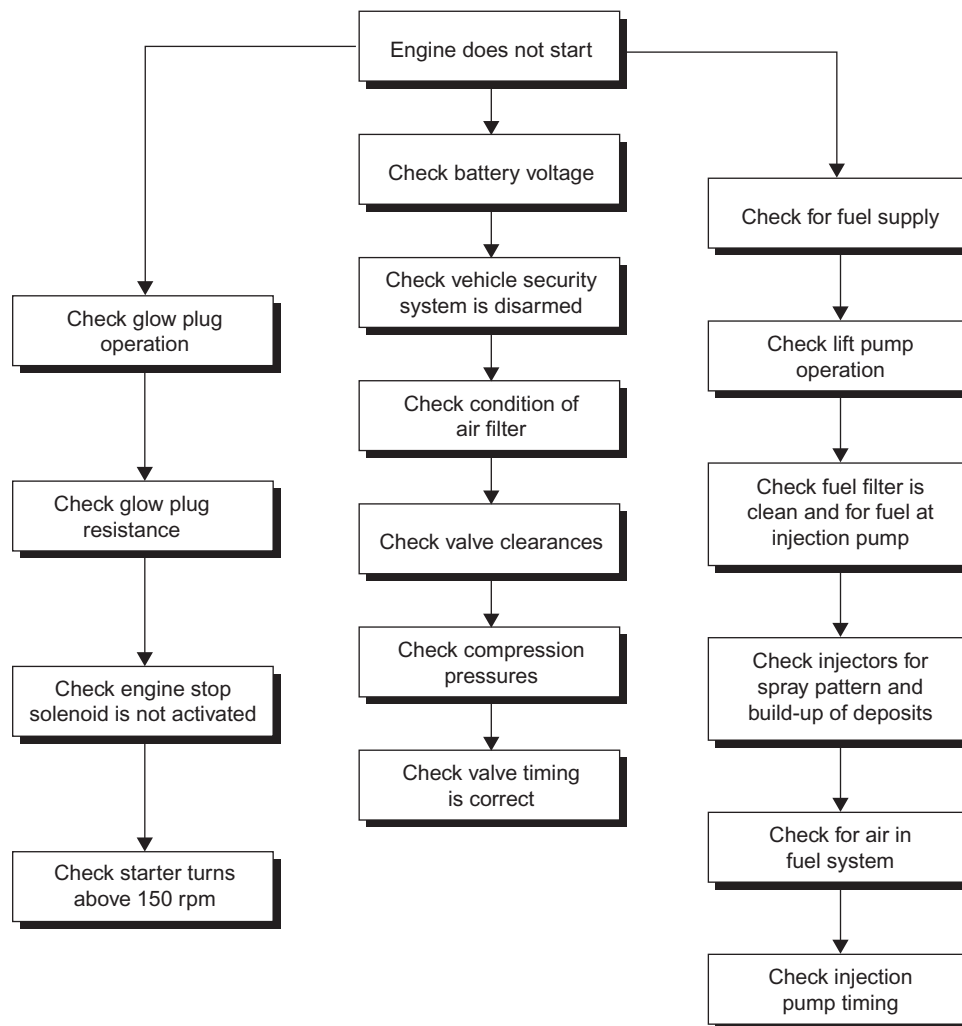 Engine does not start
Check glow plug
operation
Check glow plug
resistance
Check engine stop
solenoid is not activated
Check starter turns
above 150 rpm
Check battery voltage
Check vehicle security
system is disarmed
Check condition of
air filter
Check valve clearances
Check compression
pressures
Check valve timing
is correct
Check for fuel supply
Check lift pump
operation
Check fuel filter is
clean and for fuel at
injection pump
Check injectors for
spray pattern and
build-up of deposits
Check for air in
fuel system
Check injection
pump timing